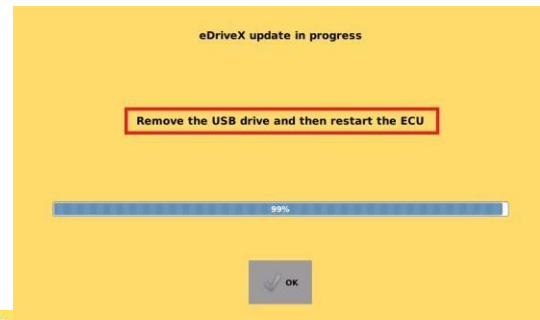 eDriveX update in progress
Remove the USB drive and then restart the ECU
99%
OK